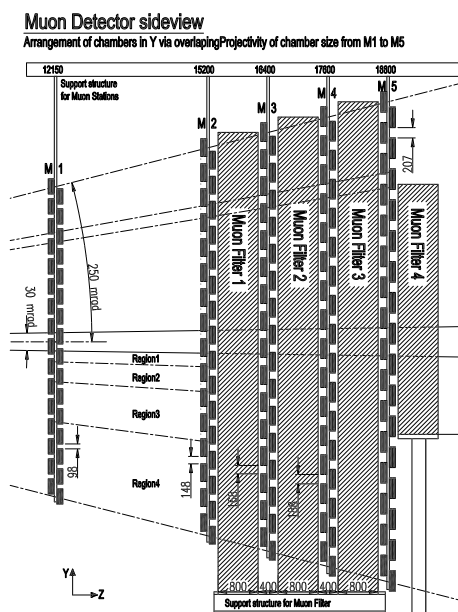 Muon Detector sideview
Arrangement of chambers in Y via overlapingProjectivity of chamber size from M1 to M5
12150 15200 16400 17600 18800
Support structure
for Muon Stations
M 1
M 2
M 3
M 4
M 5
207
Muon Filter 1
Muon Filter 2
Muon Filter 3
Muon Filter 4
250 mrad
30 mrad
Region1
Region2
Region3
Region4
98
148
168
188
Y
Z
800 400 800 400 800
Support structure for Muon Filter